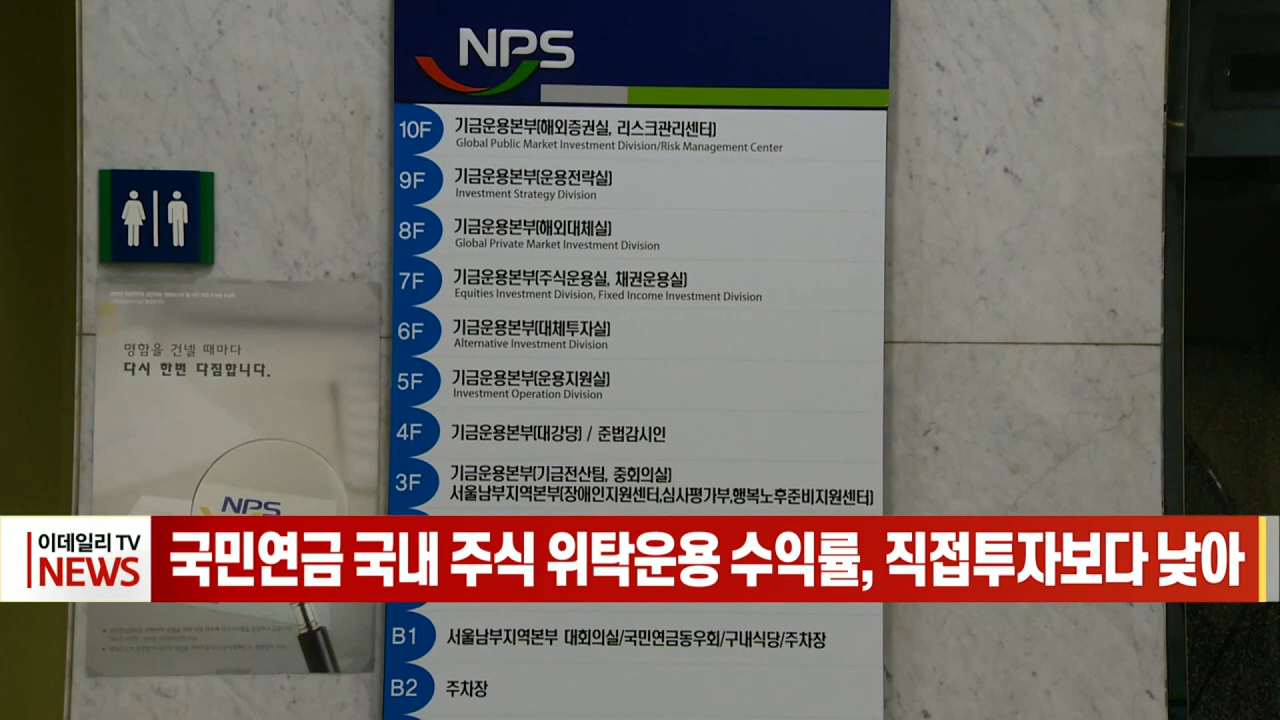 NPS
10F 기금운용본부(해외증권실, 리스크관리센터)
Global Public Market Investment Division/Risk Management Center
9F 기금운용본부(운용전략실)
Investment Strategy Division
8F 기금운용본부(해외대체실)
Global Private Market Investment Division
7F 기금운용본부(주식운용실, 채권운용실)
Equities Investment Division, Fixed Income Investment Division
6F 기금운용본부(대체투자실)
Alternative Investment Division
5F 기금운용본부(운용지원실)
Investment Operation Division
4F 기금운용본부(대강당) / 준법감시인
3F 기금운용본부(기금전산팀, 중회의실)
서울남부지역본부(장애인지원센터,심사평가부,행복노후준비지원센터)
명함을 건넬 때마다
다시 한번 다짐합니다.
NPS
이데일리 TV
NEWS
국민연금 국내 주식 위탁운용 수익률, 직접투자보다 낮아
B1 서울남부지역본부 대회의실/국민연금동우회/구내식당/주차장
B2 주차장